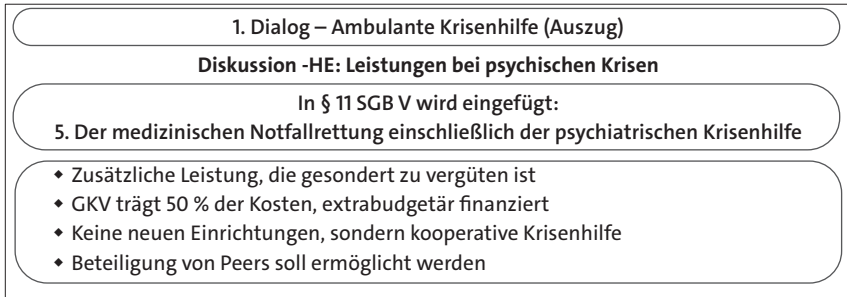 1. Dialog – Ambulante Krisenhilfe (Auszug)
Diskussion -HE: Leistungen bei psychischen Krisen
In § 11 SGB V wird eingefügt:
5. Der medizinischen Notfallrettung einschließlich der psychiatrischen Krisenhilfe
◆ Zusätzliche Leistung, die gesondert zu vergüten ist
◆ GKV trägt 50 % der Kosten, extrabudgetär finanziert
◆ Keine neuen Einrichtungen, sondern kooperative Krisenhilfe
◆ Beteiligung von Peers soll ermöglicht werden